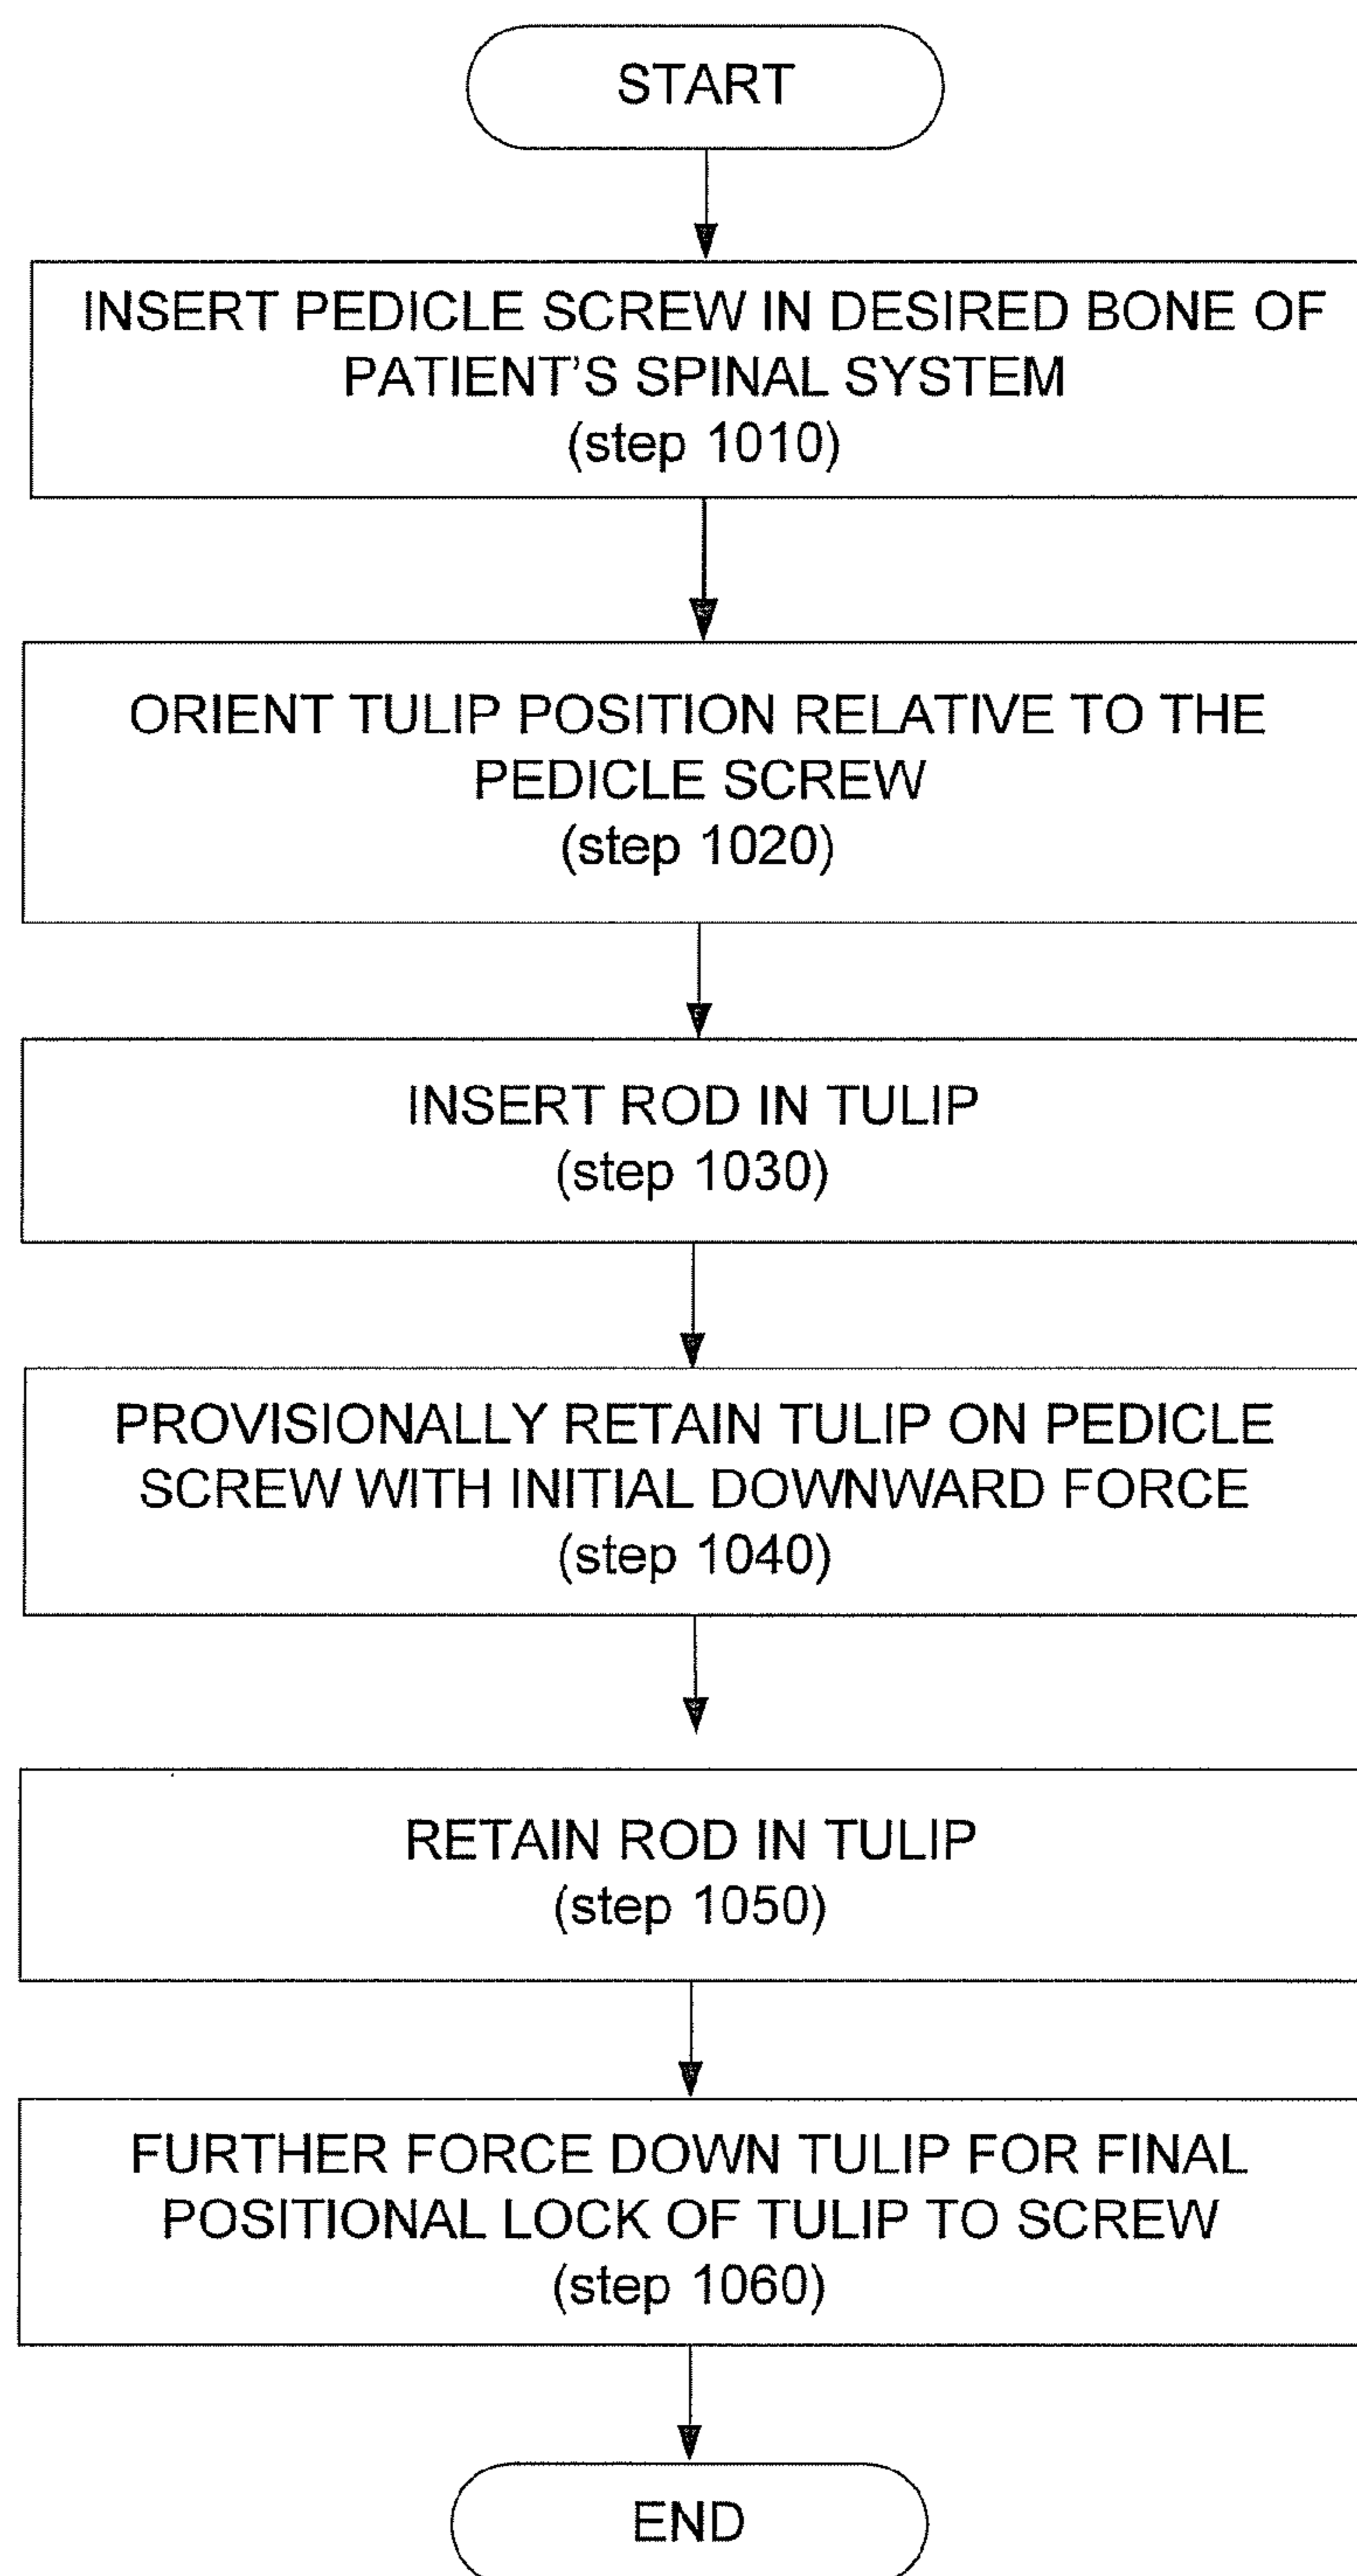 START
INSERT PEDICLE SCREW IN DESIRED BONE OF
PATIENT'S SPINAL SYSTEM
(step 1010)
ORIENT TULIP POSITION RELATIVE TO THE
PEDICLE SCREW
(step 1020)
INSERT ROD IN TULIP
(step 1030)
PROVISIONALLY RETAIN TULIP ON PEDICLE
SCREW WITH INITIAL DOWNWARD FORCE
(step 1040)
RETAIN ROD IN TULIP
(step 1050)
FURTHER FORCE DOWN TULIP FOR FINAL
POSITIONAL LOCK OF TULIP TO SCREW
(step 1060)
END